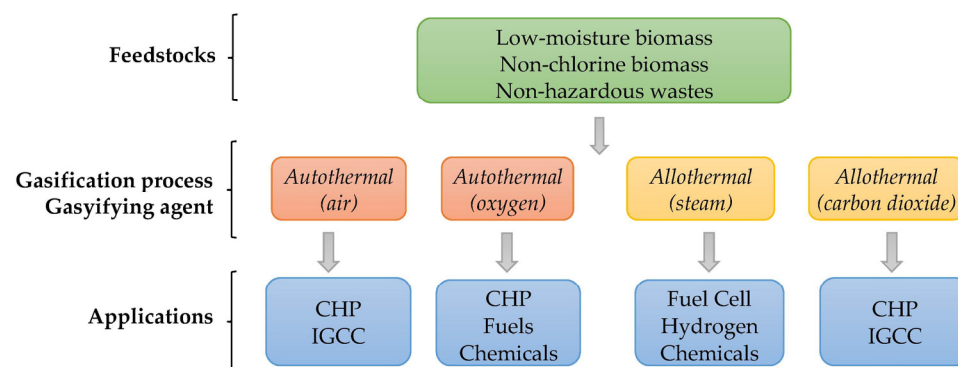 Feedstocks
Low-moisture biomass
Non-chlorine biomass
Non-hazardous wastes
Gasification process
Gasyifying agent
Autothermal
(air)
Autothermal
(oxygen)
Allothermal
(steam)
Allothermal
(carbon dioxide)
Applications
CHP
IGCC
CHP
Fuels
Chemicals
Fuel Cell
Hydrogen
Chemicals
CHP
IGCC